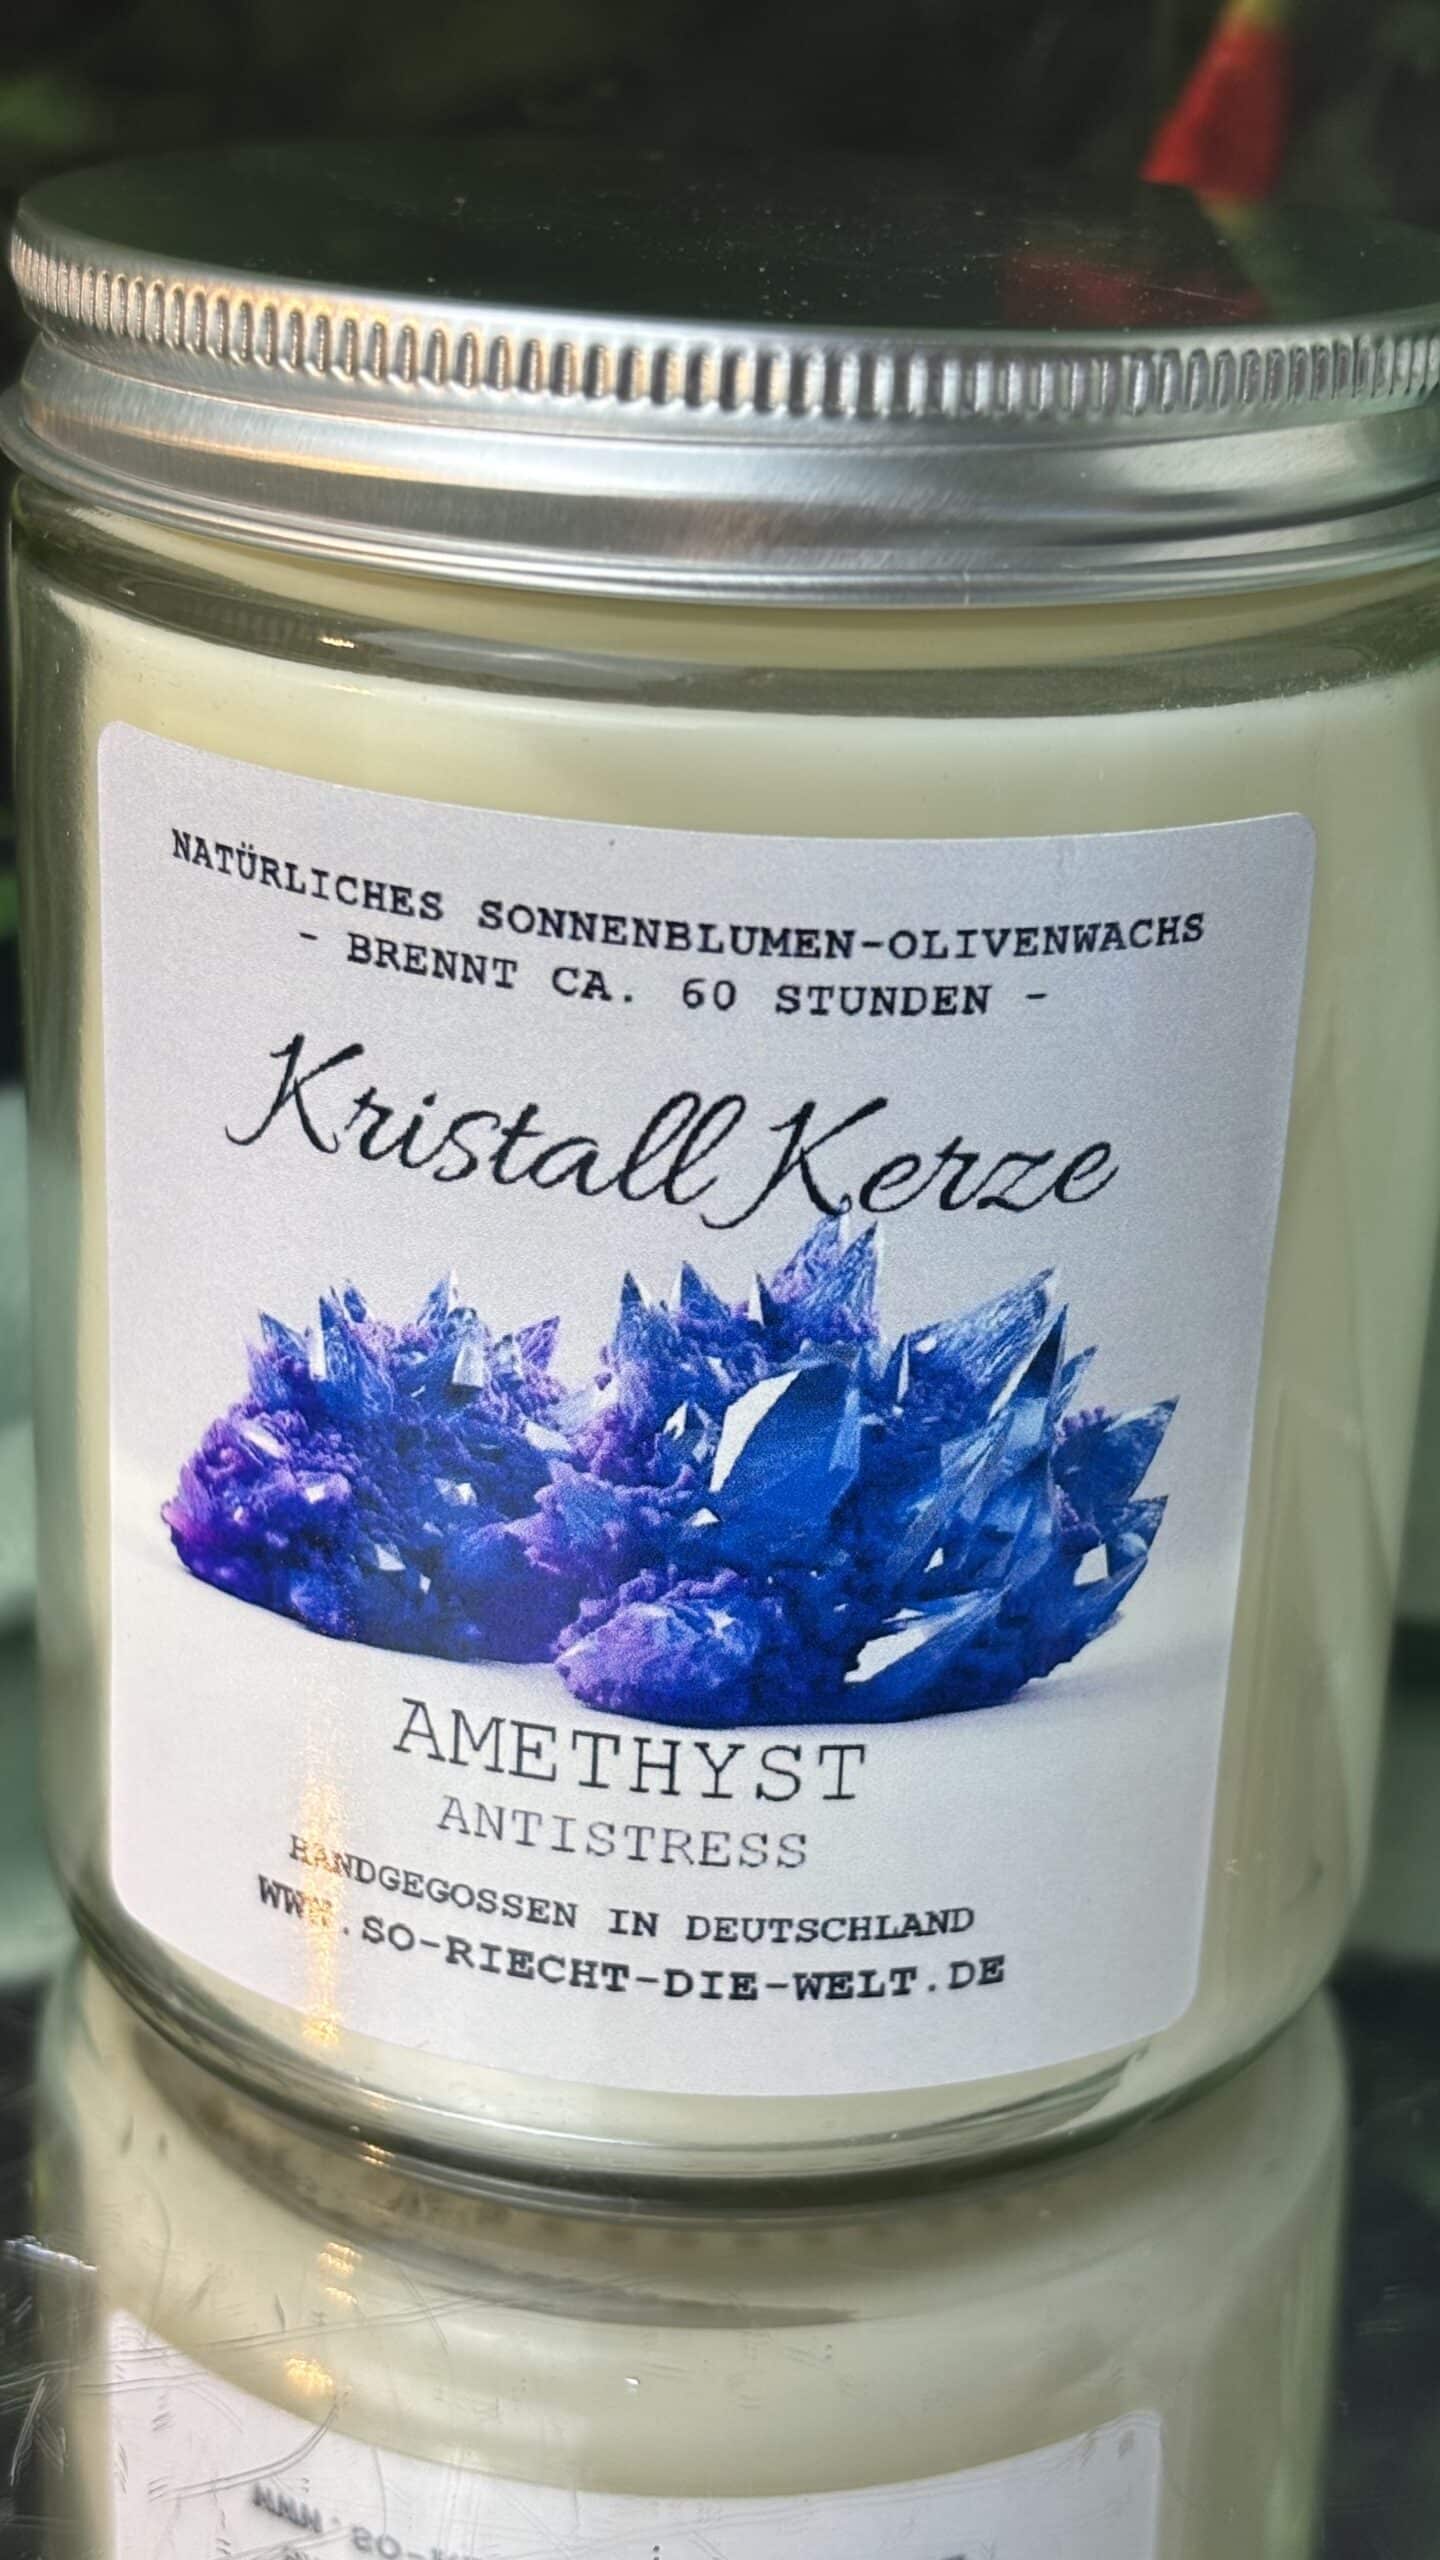 NATÜRLICHES SONNENBLUMEN-OLIVENWACHS
- BRENNT CA. 60 STUNDEN -
Kristall Kerze
AMETHYST
ANTISTRESS
HANDGEGOSSEN IN DEUTSCHLAND
WWW.SO-RIECHT-DIE-WELT.DE